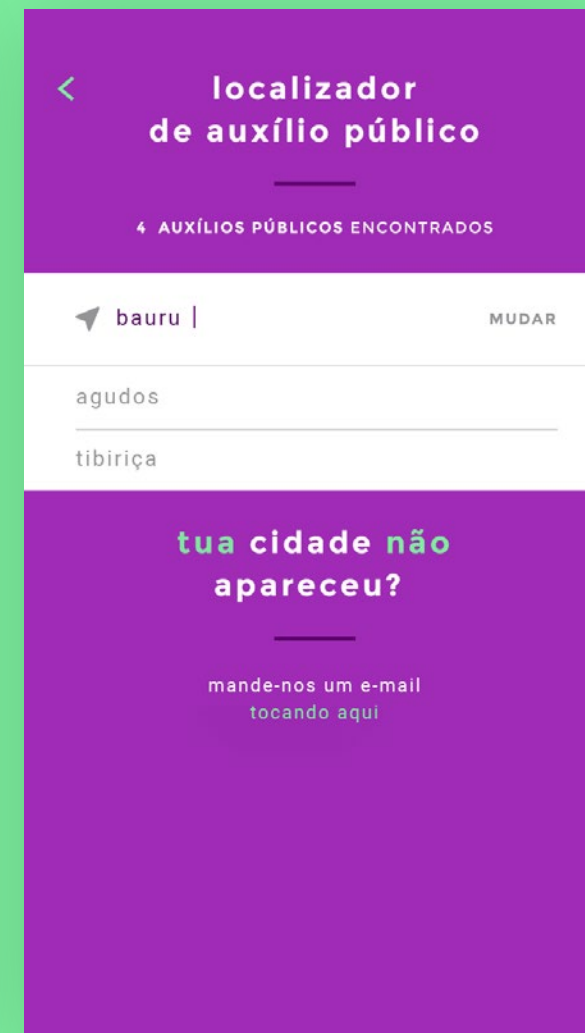 localizador
de auxílio público
4 AUXÍLIOS PÚBLICOS ENCONTRADOS
bauru MUDAR
agudos
tibiriça
tua cidade não
apareceu?
mande-nos um e-mail
tocando aqui